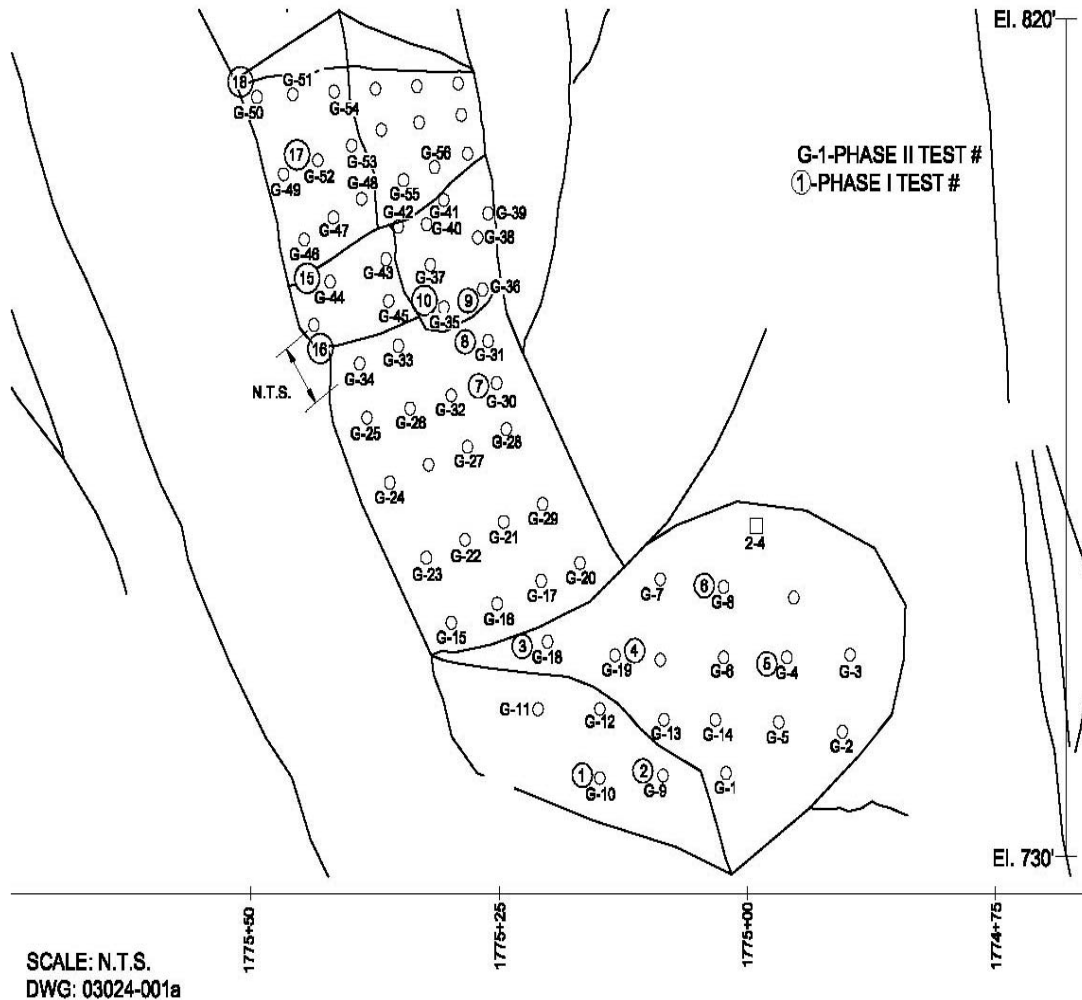 El. 820'
G-1-PHASE II TEST #
①-PHASE I TEST #
18
G-51
G-50
G-54
17
G-52
G-53
G-56
G-49
G-48
G-55
G-42
G-41
G-39
G-47
G-40
G-46
G-38
15
G-43
G-37
G-44
G-36
10
9
G-45
G-35
16
8
G-33
G-31
G-34
N.T.S.
7
G-30
G-32
G-26
G-25
G-28
G-27
G-24
G-29
2-4
G-21
G-22
G-23
G-20
G-7
6
G-8
G-17
G-16
G-15
3
G-18
4
G-19
G-6
5
G-4
G-3
G-11
G-12
G-13
G-14
G-5
G-2
1
G-10
2
G-9
G-1
El. 730'
1775+50
1775+25
1775+00
1774+75
SCALE: N.T.S.
DWG: 03024-001a